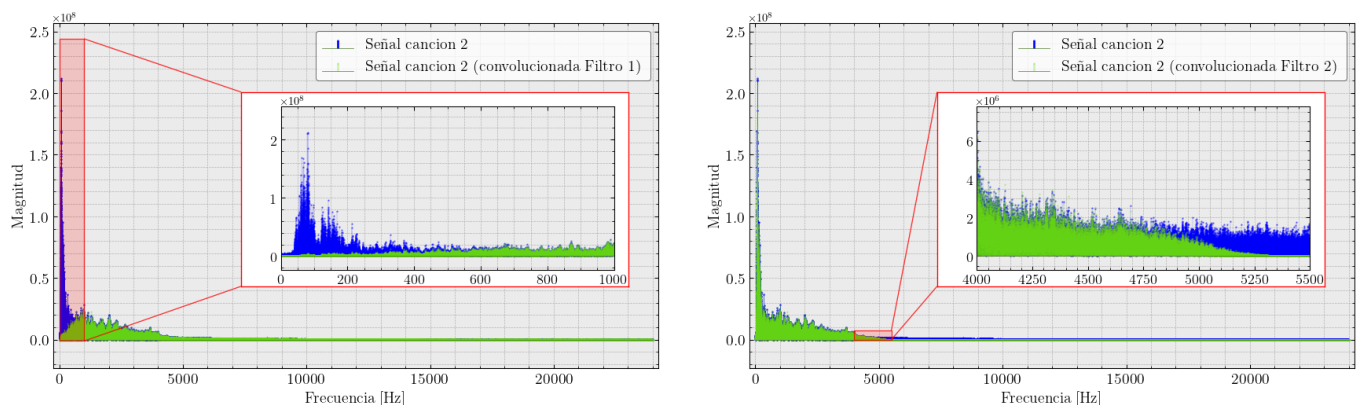 ×10⁸
2.5
2.0
1.5
1.0
0.5
0.0
Magnitud
0 5000 10000 15000 20000
Frecuencia [Hz]
Señal cancion 2
Señal cancion 2 (convolucionada Filtro 1)
×10⁸
2
1
0
0 200 400 600 800 1000
×10⁸
2.5
2.0
1.5
1.0
0.5
0.0
Magnitud
0 5000 10000 15000 20000
Frecuencia [Hz]
Señal cancion 2
Señal cancion 2 (convolucionada Filtro 2)
×10⁶
6
4
2
0
4000 4250 4500 4750 5000 5250 5500